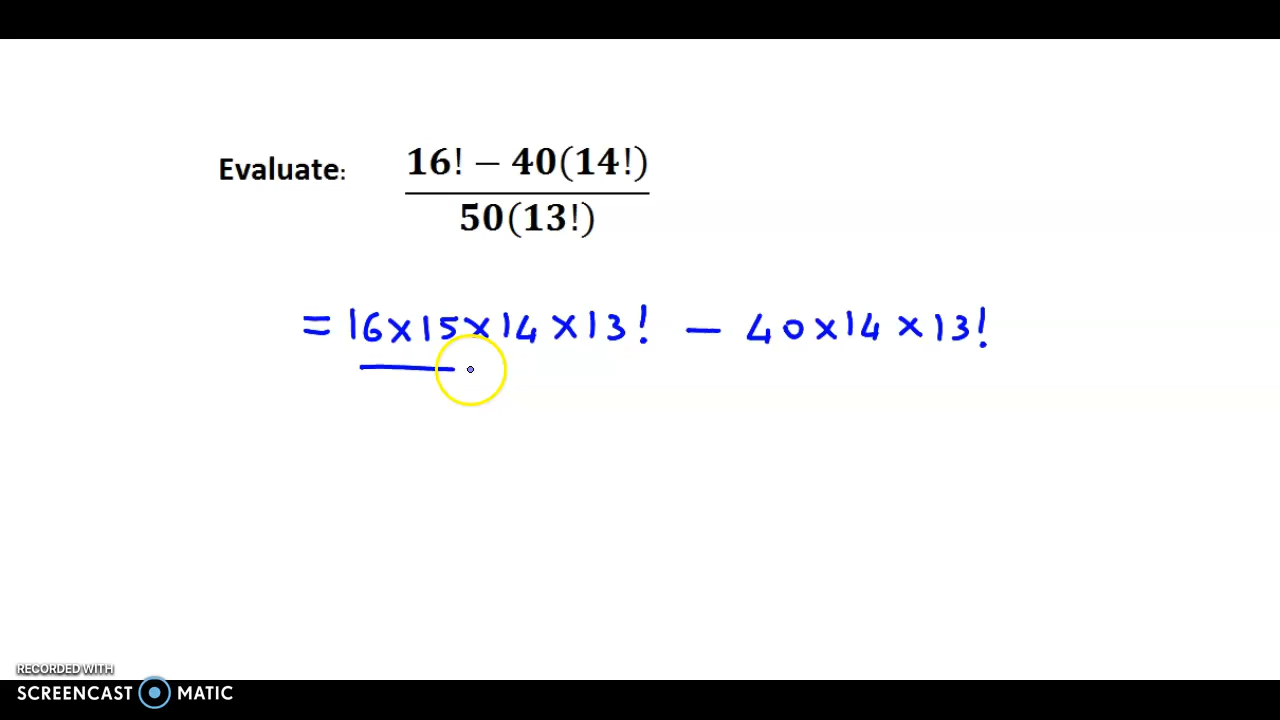 Evaluate: 16! − 40(14!)
50(13!)
= 16 × 15 × 14 × 13! − 40 × 14 × 13!
RECORDED WITH
SCREENCAST MATIC